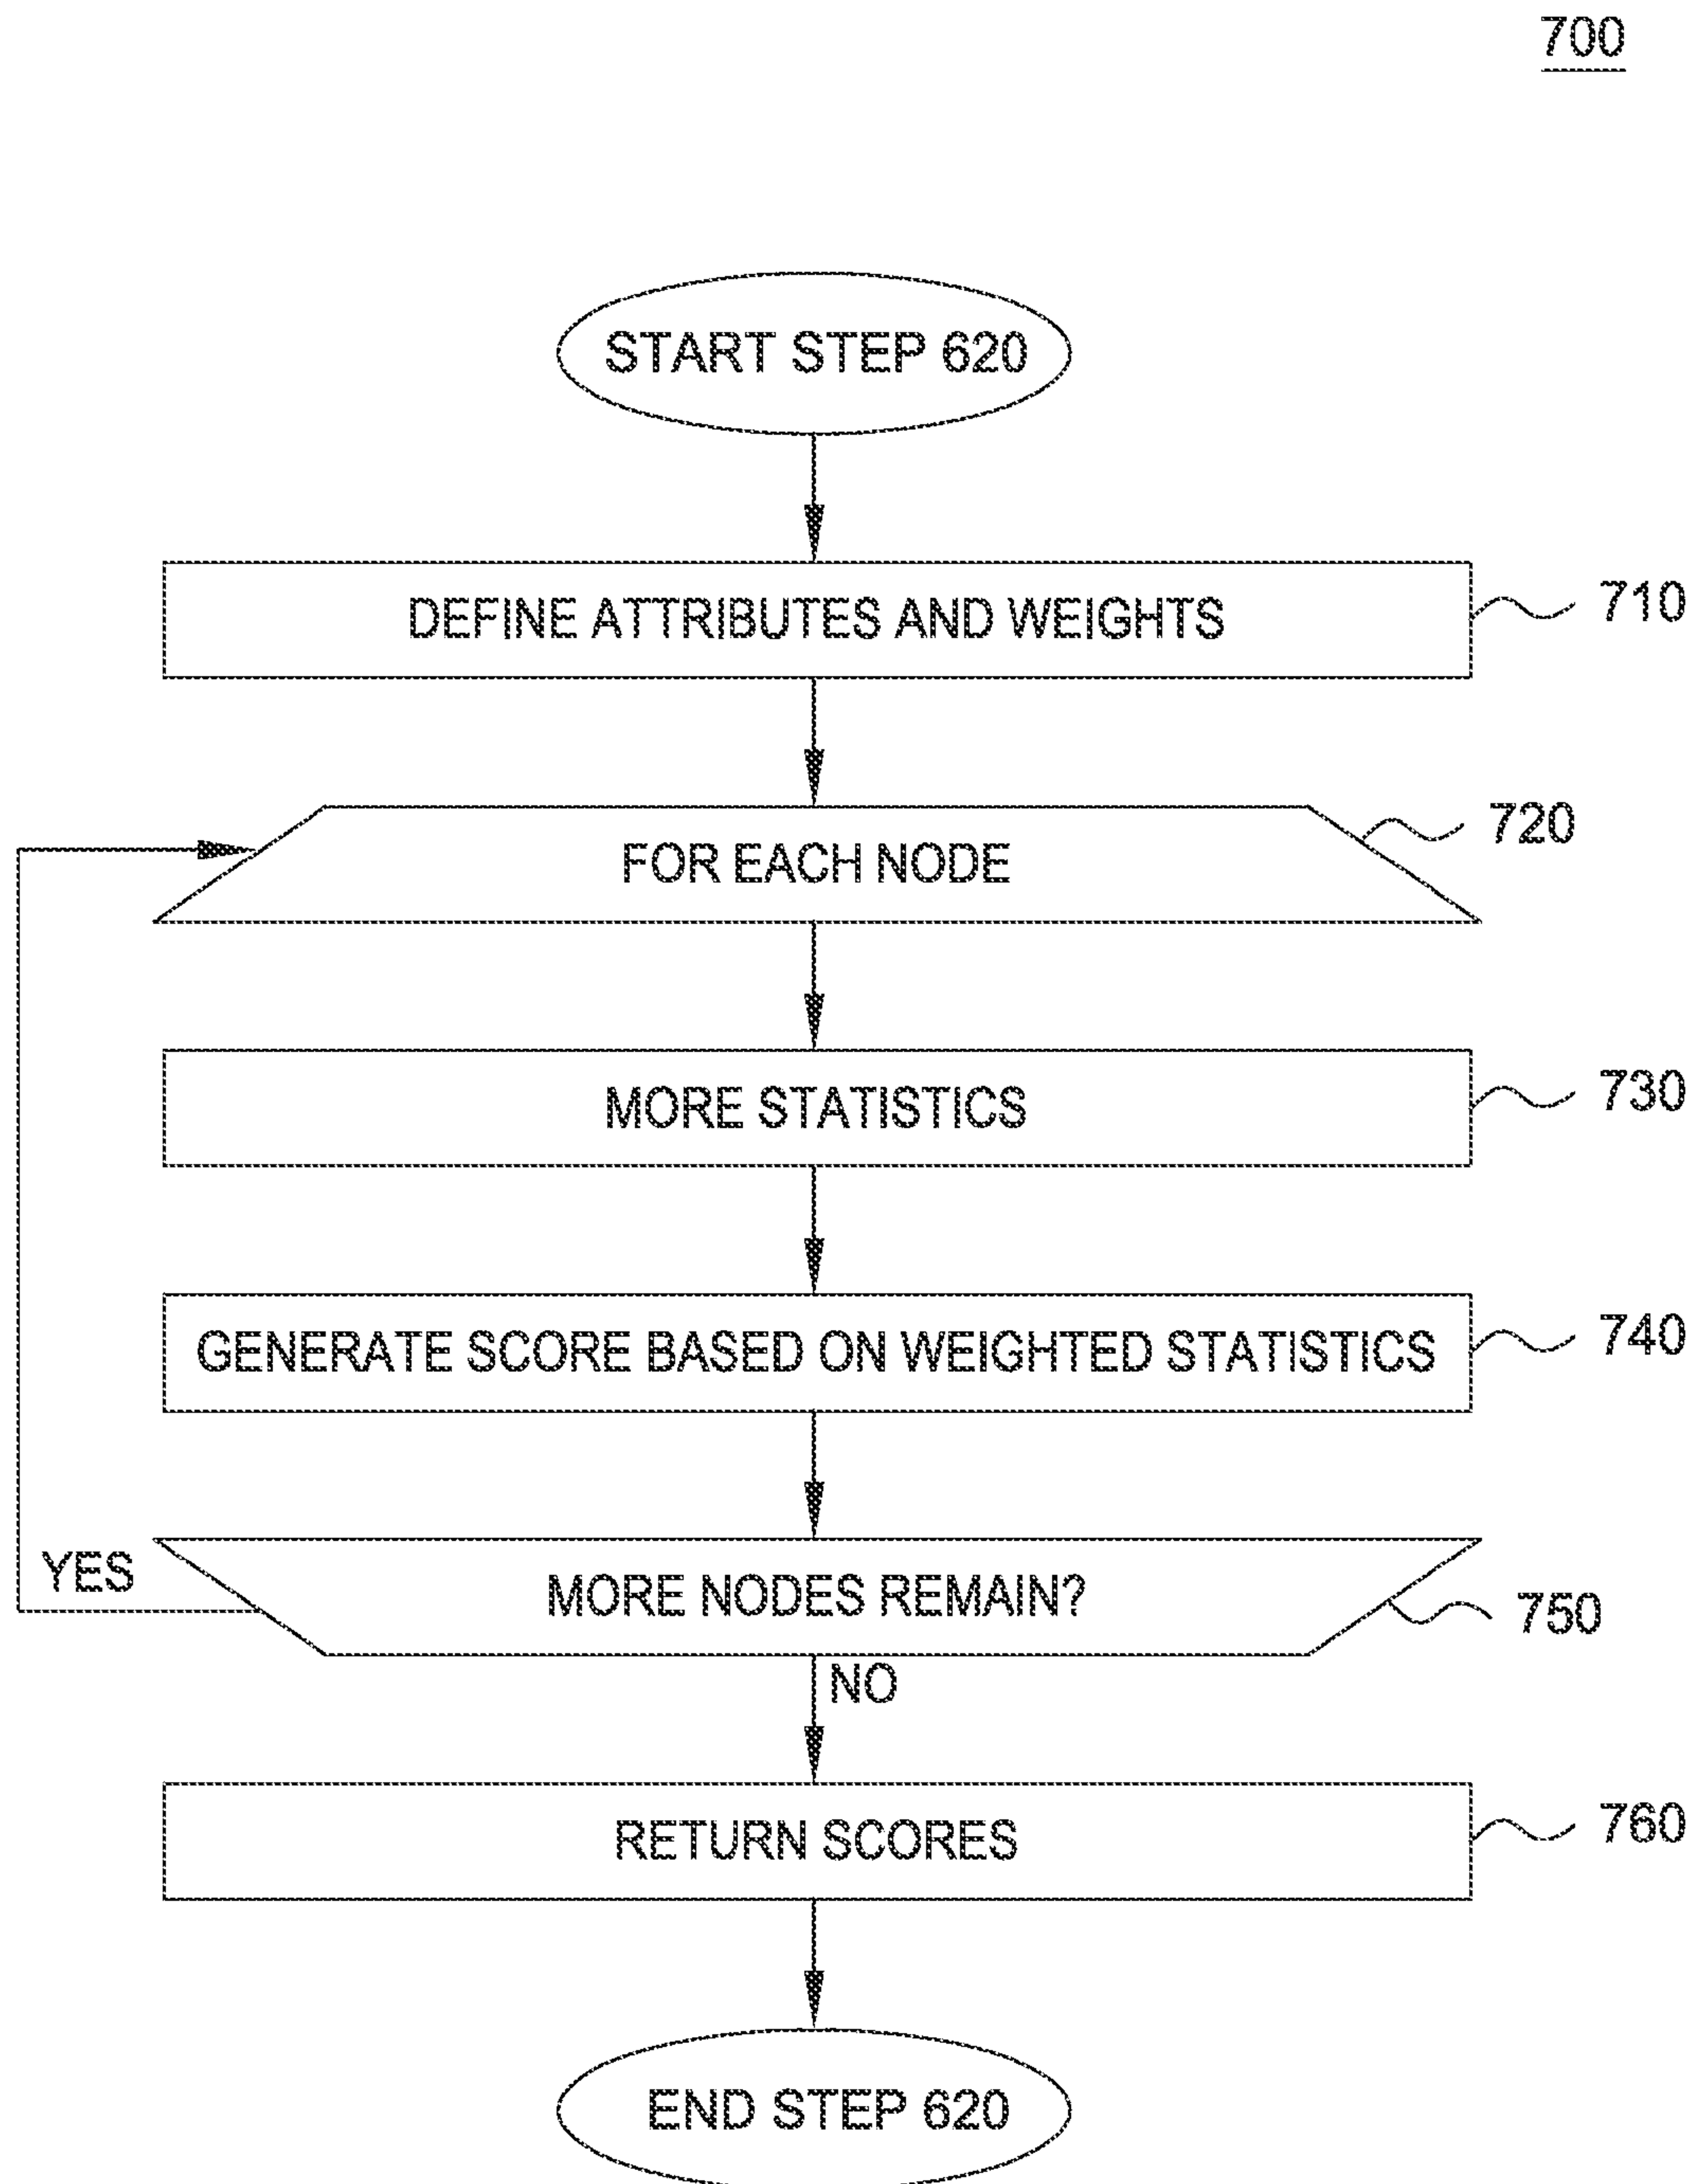 700
START STEP 620
DEFINE ATTRIBUTES AND WEIGHTS
710
FOR EACH NODE
720
MORE STATISTICS
730
GENERATE SCORE BASED ON WEIGHTED STATISTICS
740
YES
MORE NODES REMAIN?
750
NO
RETURN SCORES
760
END STEP 620